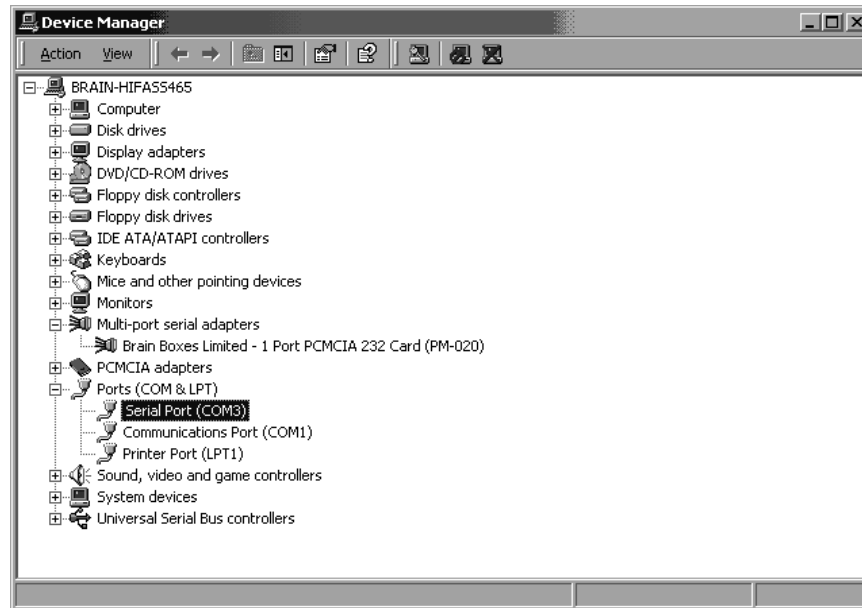 Device Manager
Action View
BRAIN-HIFAS5465
Computer
Disk drives
Display adapters
DVD/CD-ROM drives
Floppy disk controllers
Floppy disk drives
IDE ATA/ATAPI controllers
Keyboards
Mice and other pointing devices
Monitors
Multi-port serial adapters
Brain Boxes Limited - 1 Port PCMCIA 232 Card (PM-020)
PCMCIA adapters
Ports (COM & LPT)
Serial Port (COM3)
Communications Port (COM1)
Printer Port (LPT1)
Sound, video and game controllers
System devices
Universal Serial Bus controllers